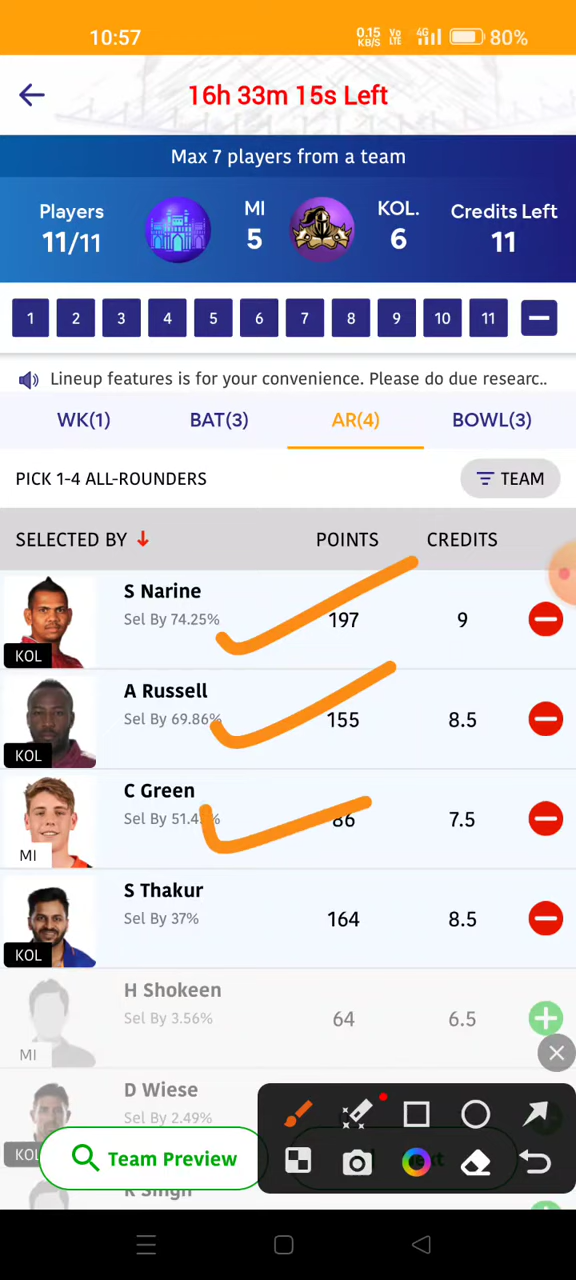 10:57 0.15 KB/S Vo LTE 4G 80%
16h 33m 15s Left
Max 7 players from a team
Players MI KOL. Credits Left
11/11 5 6 11
1 2 3 4 5 6 7 8 9 10 11
Lineup features is for your convenience. Please do due researc..
WK(1) BAT(3) AR(4) BOWL(3)
PICK 1-4 ALL-ROUNDERS TEAM
SELECTED BY POINTS CREDITS
S Narine
Sel By 74.25% 197 9
KOL
A Russell
Sel By 69.86% 155 8.5
KOL
C Green
Sel By 51.4 % 86 7.5
MI
S Thakur
Sel By 37% 164 8.5
KOL
H Shokeen
Sel By 3.56% 64 6.5
MI
D Wiese
Sel By 2.49%
KOL
Team Preview
R Singh